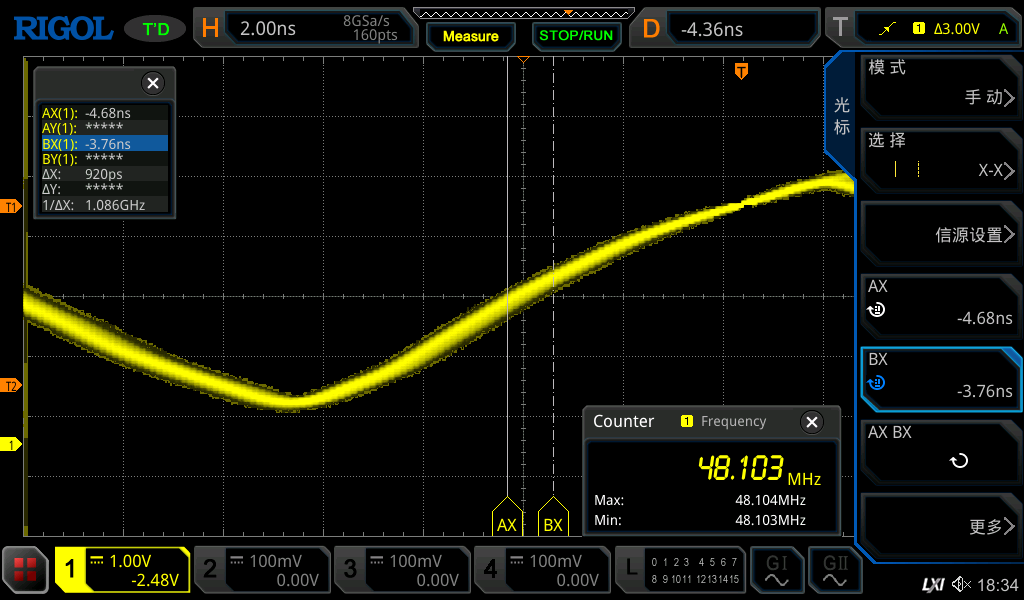 RIGOL T'D H 2.00ns 8GSa/s 160pts Measure STOP/RUN D -4.36ns T 1 Δ3.00V A
T
AX(1): -4.68ns
AY(1): *****
BX(1): -3.76ns
BY(1): *****
ΔX: 920ps
ΔY: *****
1/ΔX: 1.086GHz
T1
T2
1
AX
BX
Counter 1 Frequency
48.103 MHz
Max: 48.104MHz
Min: 48.103MHz
光标
模式
手动
选择
X-X
信源设置
AX
-4.68ns
BX
-3.76ns
AX BX
更多
1 1.00V
-2.48V
2 100mV
0.00V
3 100mV
0.00V
4 100mV
0.00V
L 0 1 2 3 4 5 6 7
8 9 10 11 12 13 14 15
GI
GII
LXI 18:34